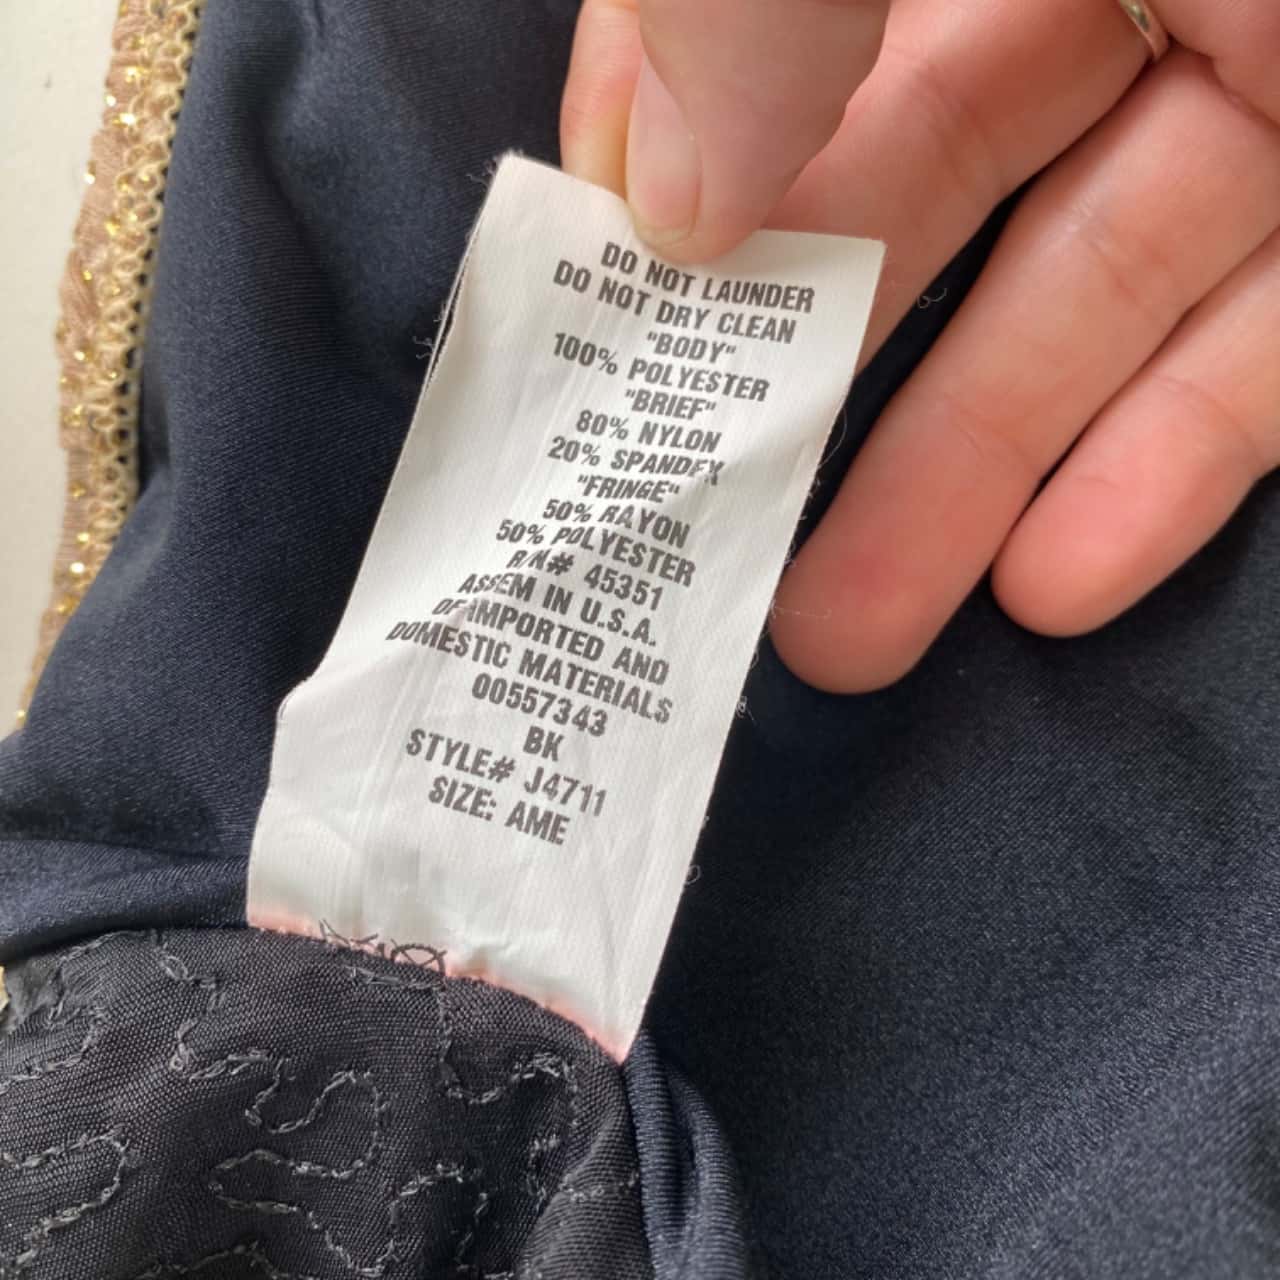 DO NOT LAUNDER
DO NOT DRY CLEAN
"BODY"
100% POLYESTER
"BRIEF"
80% NYLON
20% SPANDEX
"FRINGE"
50% RAYON
50% POLYESTER
R/N# 45351
ASSEM IN U.S.A.
OF IMPORTED AND
DOMESTIC MATERIALS
00557343
BK
STYLE# J4711
SIZE: AME